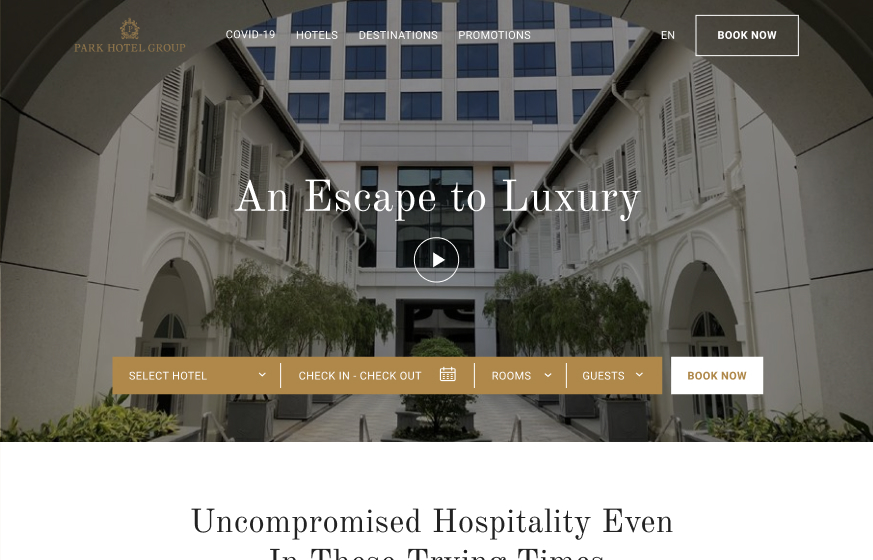 PARK HOTEL GROUP
COVID-19 HOTELS DESTINATIONS PROMOTIONS EN BOOK NOW
An Escape to Luxury
SELECT HOTEL CHECK IN - CHECK OUT ROOMS GUESTS BOOK NOW
Uncompromised Hospitality Even
In These Trying Times